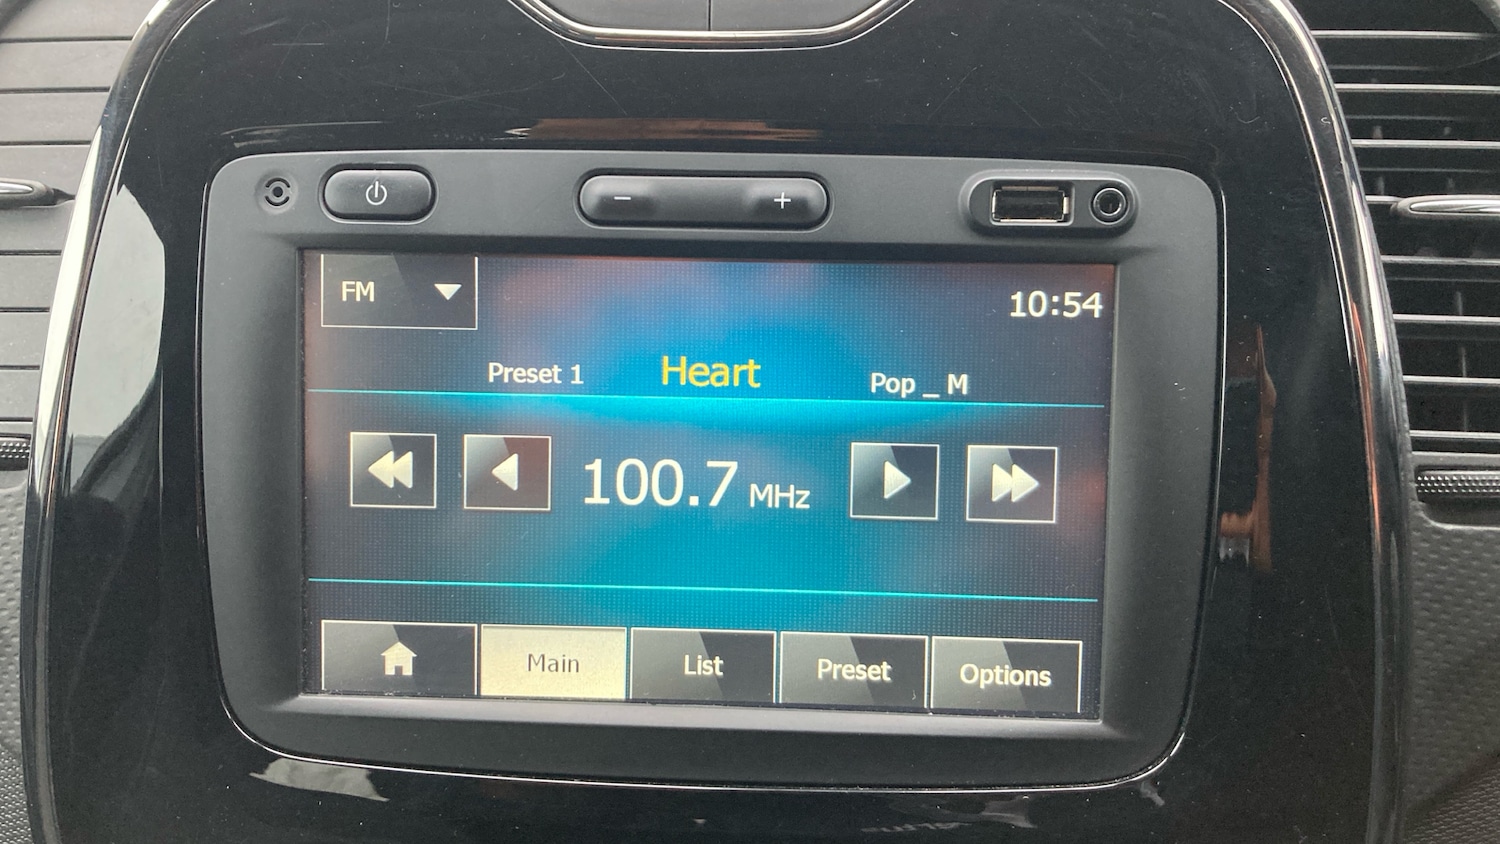 FM
10:54
Preset 1
Heart
Pop _ M
100.7 MHz
Main
List
Preset
Options